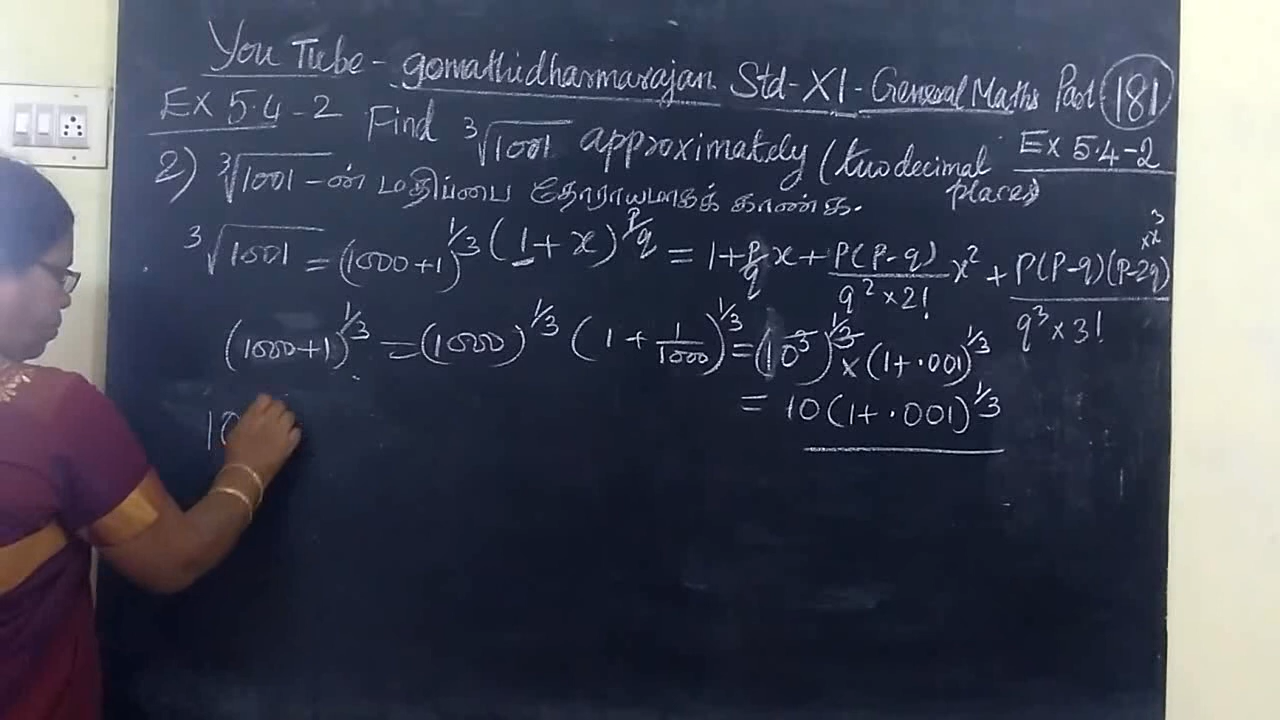 You Tube - gomathidharmarajan Std-XI-General Maths Part 181
Ex 5.4-2 Find ∛1001 approximately (two decimal places) Ex 5.4-2
2) ∛1001-ன் மதிப்பை தோராயமாகக் காண்க.
∛1001 = (1000+1)^1/3 (1+x)^p/q = 1+p/q x + P(P-q)/q²×2! x² + P(P-q)(P-2q)/q³×3! ×x³
(1000+1)^1/3 = (1000)^1/3 (1+1/1000)^1/3 = (10³)^1/3 × (1+.001)^1/3
= 10(1+.001)^1/3
10